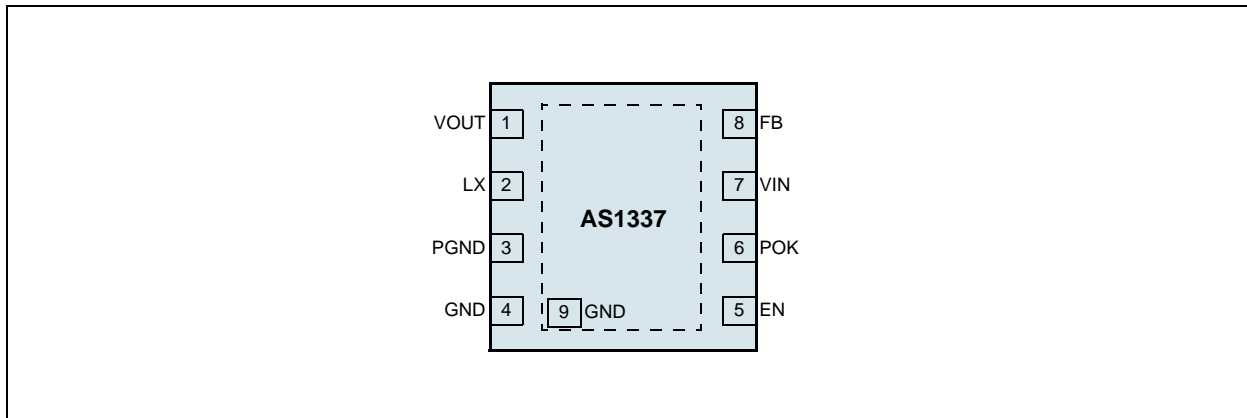 VOUT 1 8 FB
LX 2 7 VIN
AS1337
PGND 3 6 POK
GND 4 9 GND 5 EN